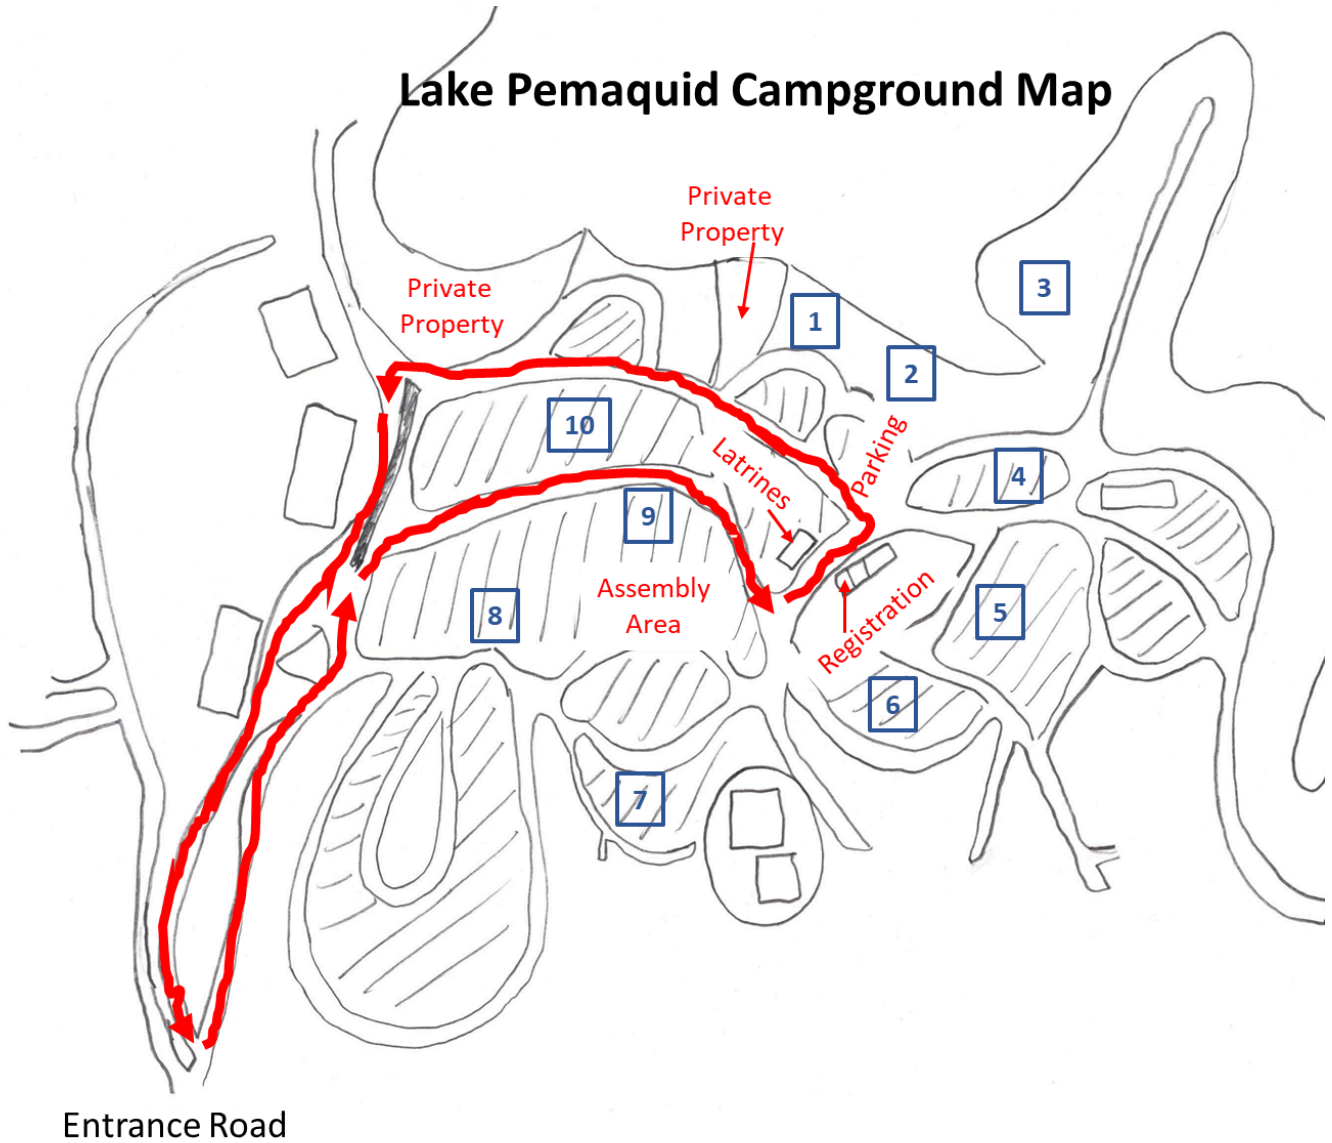 Lake Pemaquid Campground Map
Private
Property
Private
Property
1
2
3
Parking
10
Latrines
4
9
Assembly
Area
8
Registration
5
6
7
Entrance Road